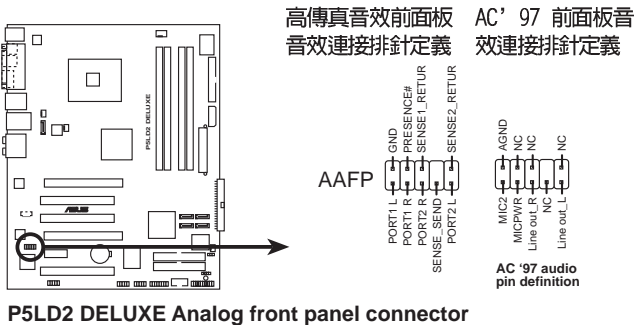 高傳真音效前面板
音效連接排針定義
AC’ 97 前面板音
效連接排針定義
P5LD2 DELUXE
/ISUS
AAFP
GND
PRESENCE#
SENSE1_RETUR
SENSE2_RETUR
PORT1 L
PORT1 R
PORT2 R
SENSE_SEND
PORT2 L
AGND
NC
NC
NC
MIC2
MICPWR
Line out_R
NC
Line out_L
AC ‘97 audio
pin definition
P5LD2 DELUXE Analog front panel connector